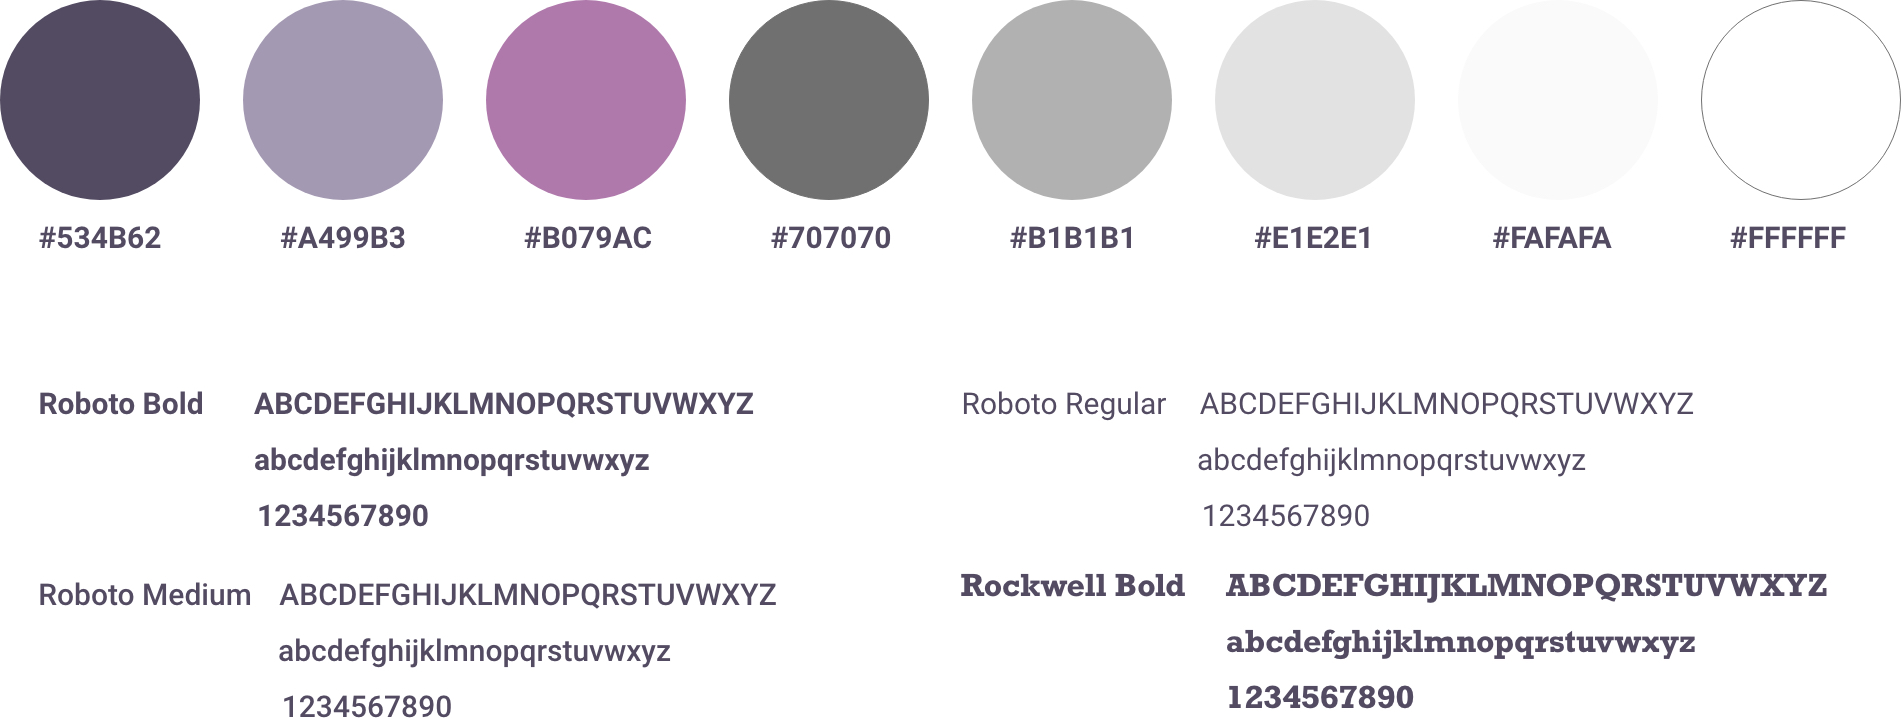 #534B62 #A499B3 #B079AC #707070 #B1B1B1 #E1E2E1 #FAFAFA #FFFFFF
Roboto Bold ABCDEFGHIJKLMNOPQRSTUVWXYZ
abcdefghijklmnopqrstuvwxyz
1234567890
Roboto Regular ABCDEFGHIJKLMNOPQRSTUVWXYZ
abcdefghijklmnopqrstuvwxyz
1234567890
Roboto Medium ABCDEFGHIJKLMNOPQRSTUVWXYZ
abcdefghijklmnopqrstuvwxyz
1234567890
Rockwell Bold ABCDEFGHIJKLMNOPQRSTUVWXYZ
abcdefghijklmnopqrstuvwxyz
1234567890